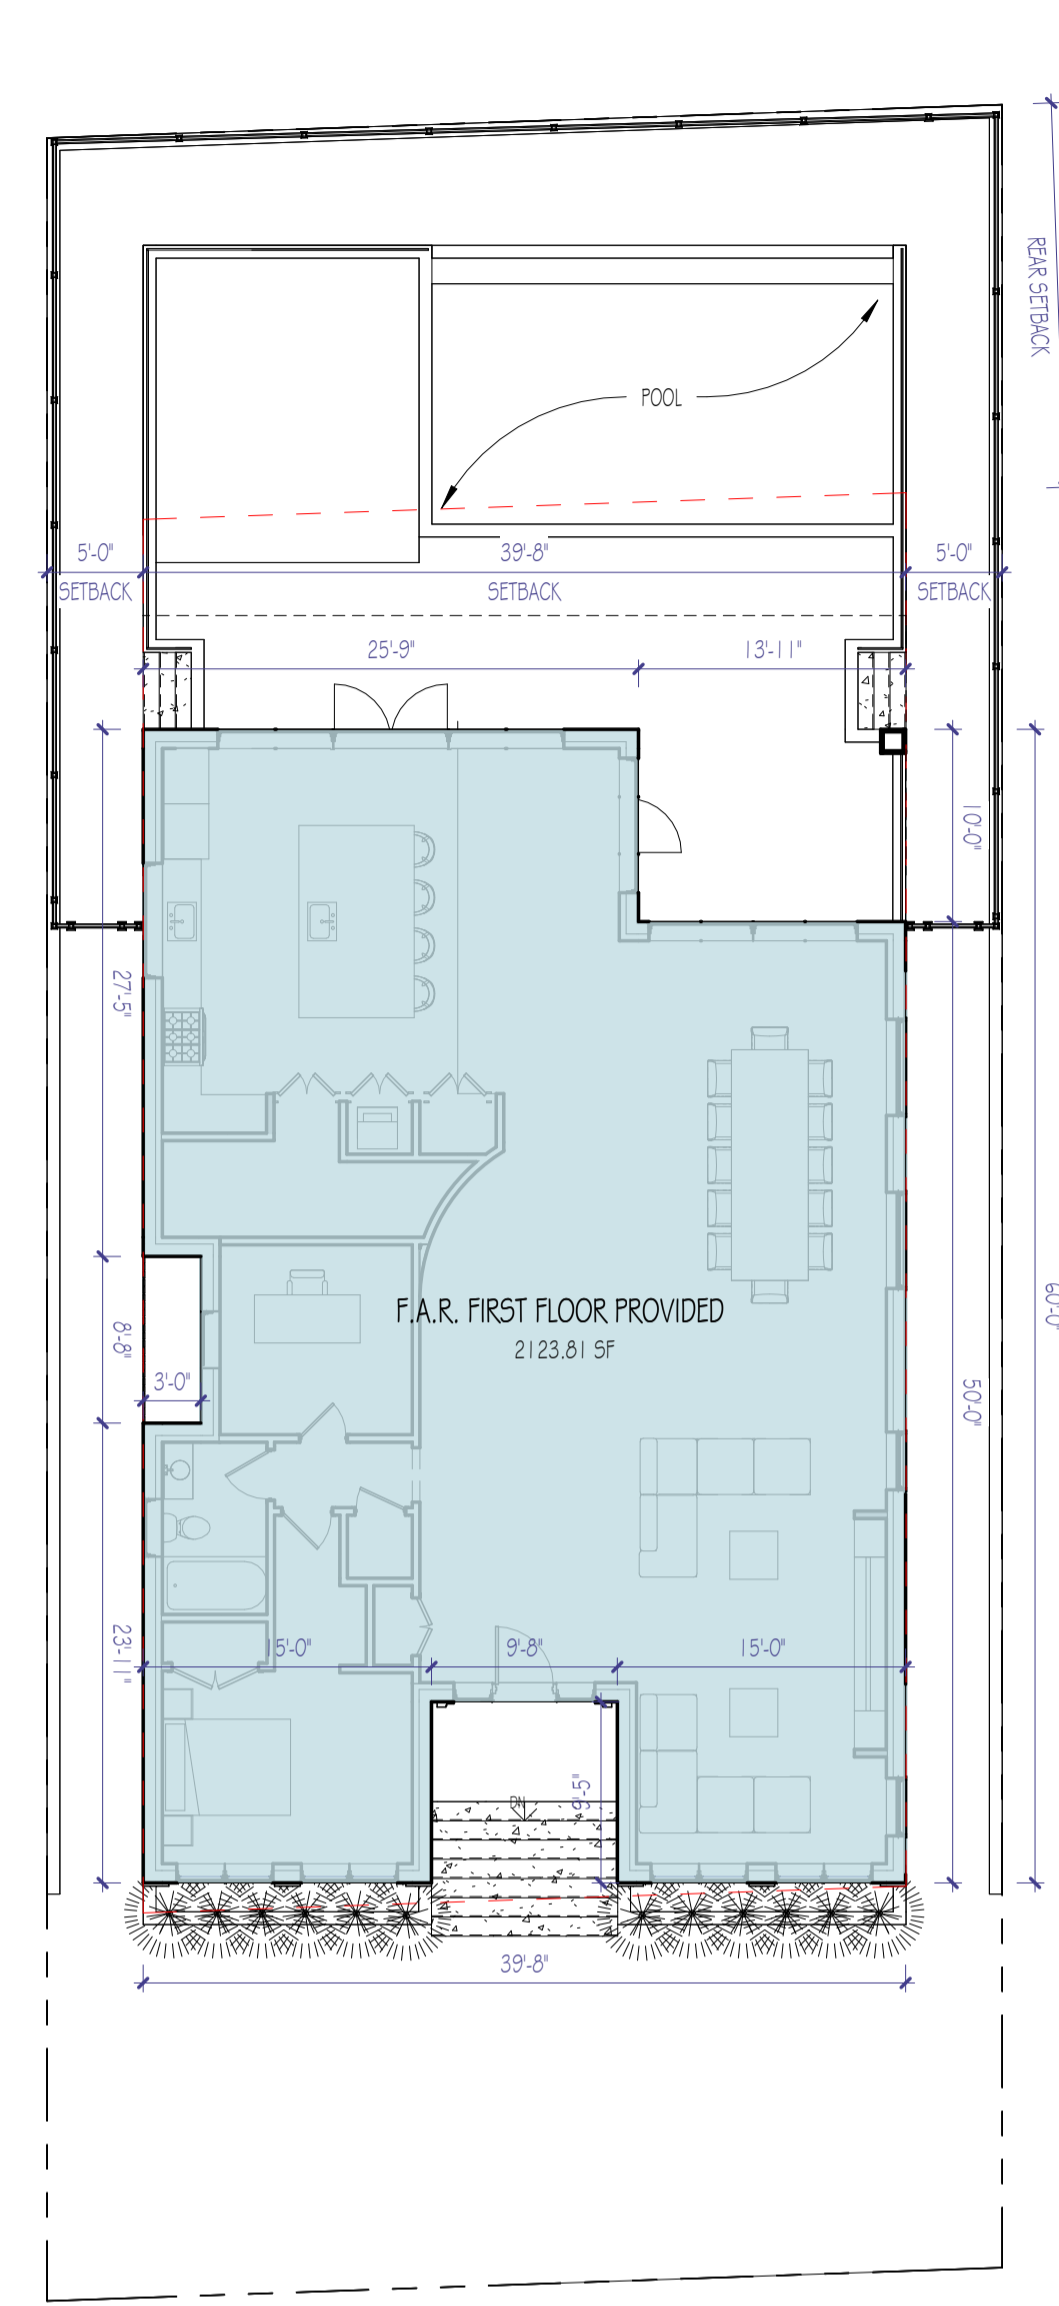 REAR SETBACK
POOL
5'-0"
39'-8"
5'-0"
SETBACK
SETBACK
SETBACK
25'-9"
13'-11"
10'-0"
27'-5"
F.A.R. FIRST FLOOR PROVIDED
2123.81 SF
60'-0"
8'-8"
3'-0"
50'-0"
23'-11"
15'-0"
9'-8"
15'-0"
9'-5"
DN
39'-8"